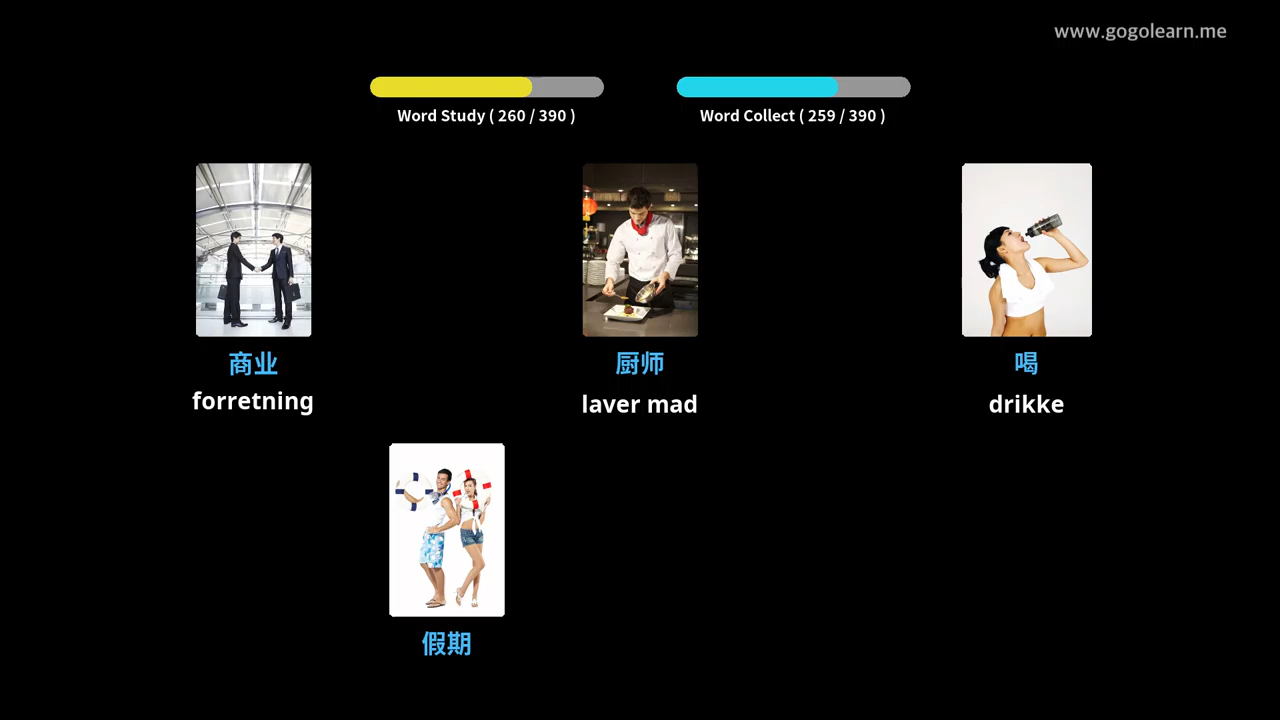 www.gogolearn.me
Word Study ( 260 / 390 )
Word Collect ( 259 / 390 )
商业
forretning
厨师
laver mad
喝
drikke
假期